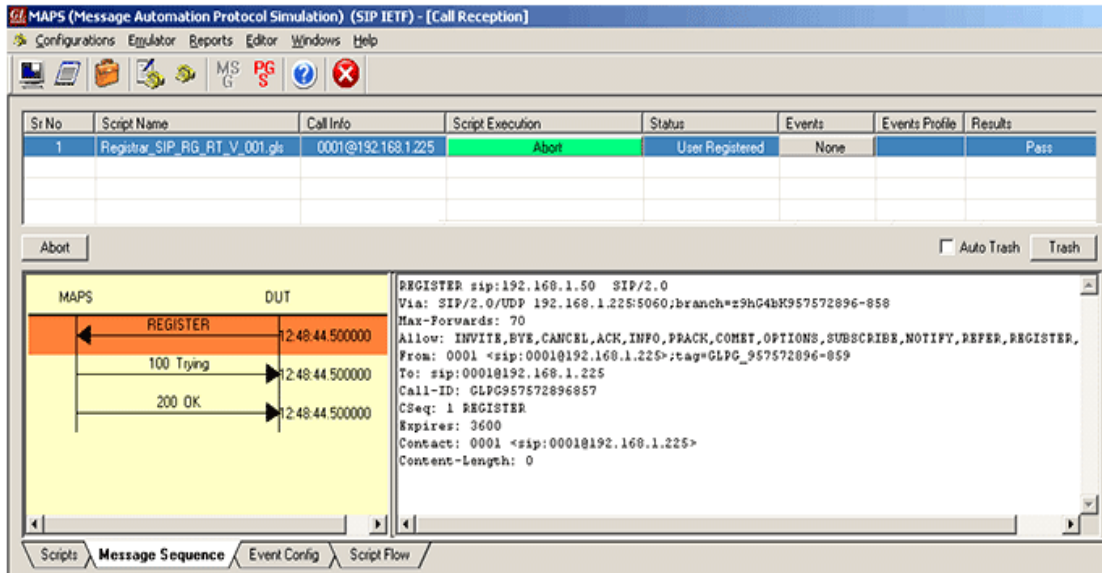 GL MAPS (Message Automation Protocol Simulation) (SIP IETF) - [Call Reception]
Configurations Emulator Reports Editor Windows Help
MS G PG S ?
Sr No Script Name Call Info Script Execution Status Events Events Profile Results
1 Registrar_SIP_RG_RT_V_001.gls 0001@192.168.1.225 Abort User Registered None Pass
Abort Auto Trash Trash
MAPS DUT
REGISTER
12:48:44.500000
100 Trying
12:48:44.500000
200 OK
12:48:44.500000
REGISTER sip:192.168.1.50 SIP/2.0
Via: SIP/2.0/UDP 192.168.1.225:5060;branch=z9hG4bK957572896-858
Max-Forwards: 70
Allow: INVITE,BYE,CANCEL,ACK,INFO,PRACK,COMET,OPTIONS,SUBSCRIBE,NOTIFY,REFER,REGISTER,
From: 0001 <sip:0001@192.168.1.225>;tag=GLPG_957572896-859
To: sip:0001@192.168.1.225
Call-ID: GLPG957572896857
CSeq: 1 REGISTER
Expires: 3600
Contact: 0001 <sip:0001@192.168.1.225>
Content-Length: 0
Scripts Message Sequence Event Config Script Flow